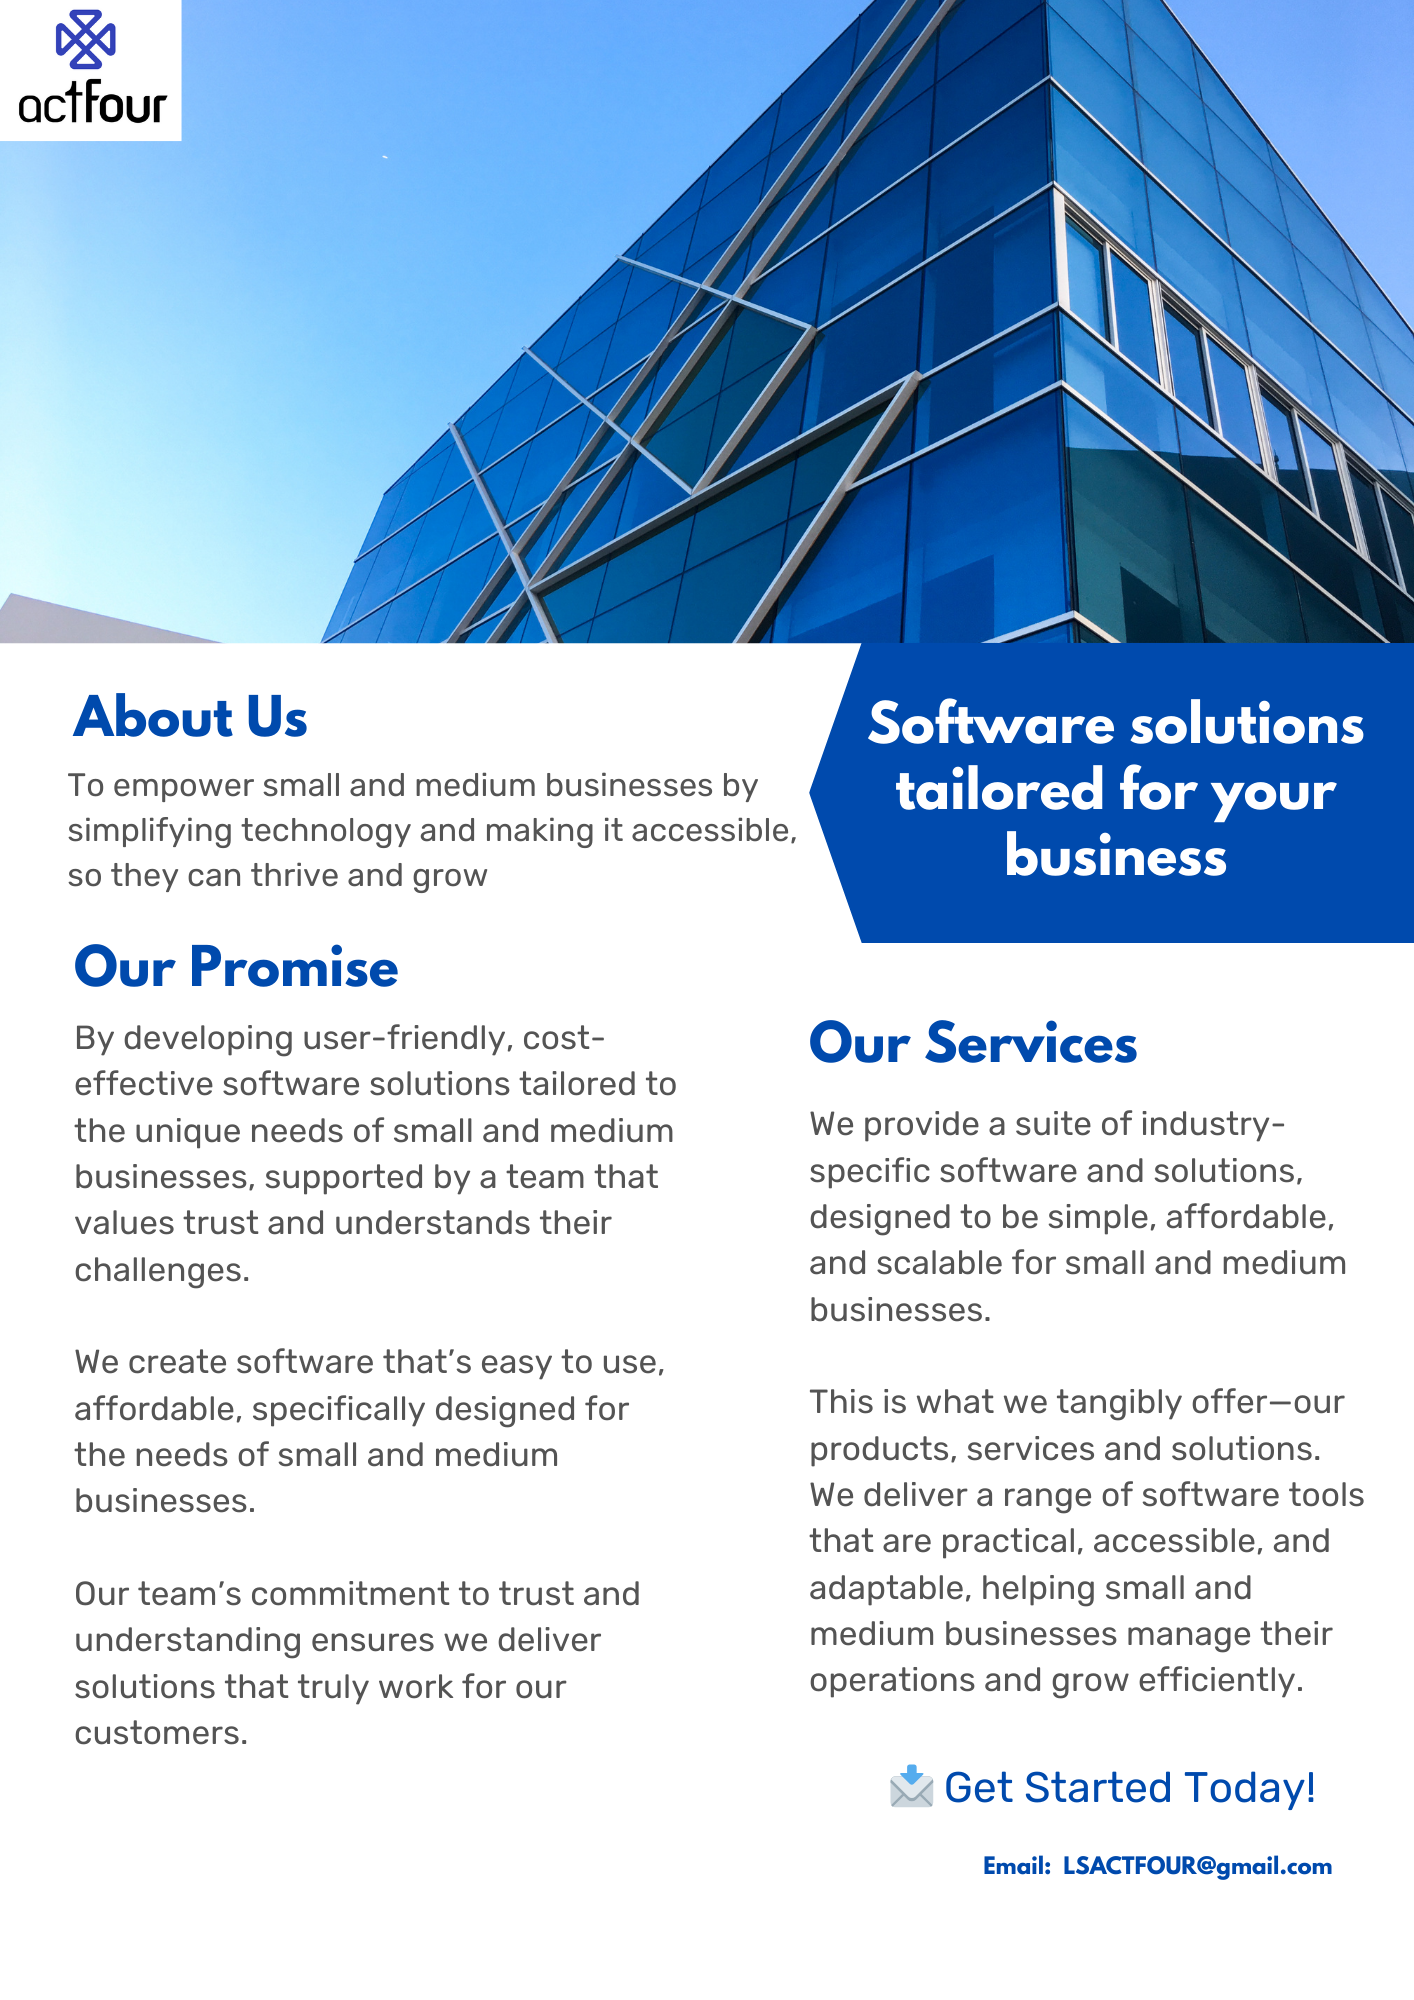 actfour
About Us
To empower small and medium businesses by
simplifying technology and making it accessible,
so they can thrive and grow
Software solutions
tailored for your
business
Our Promise
By developing user-friendly, cost-
effective software solutions tailored to
the unique needs of small and medium
businesses, supported by a team that
values trust and understands their
challenges.
We create software that’s easy to use,
affordable, specifically designed for
the needs of small and medium
businesses.
Our team’s commitment to trust and
understanding ensures we deliver
solutions that truly work for our
customers.
Our Services
We provide a suite of industry-
specific software and solutions,
designed to be simple, affordable,
and scalable for small and medium
businesses.
This is what we tangibly offer—our
products, services and solutions.
We deliver a range of software tools
that are practical, accessible, and
adaptable, helping small and
medium businesses manage their
operations and grow efficiently.
📩 Get Started Today!
Email: LSACTFOUR@gmail.com